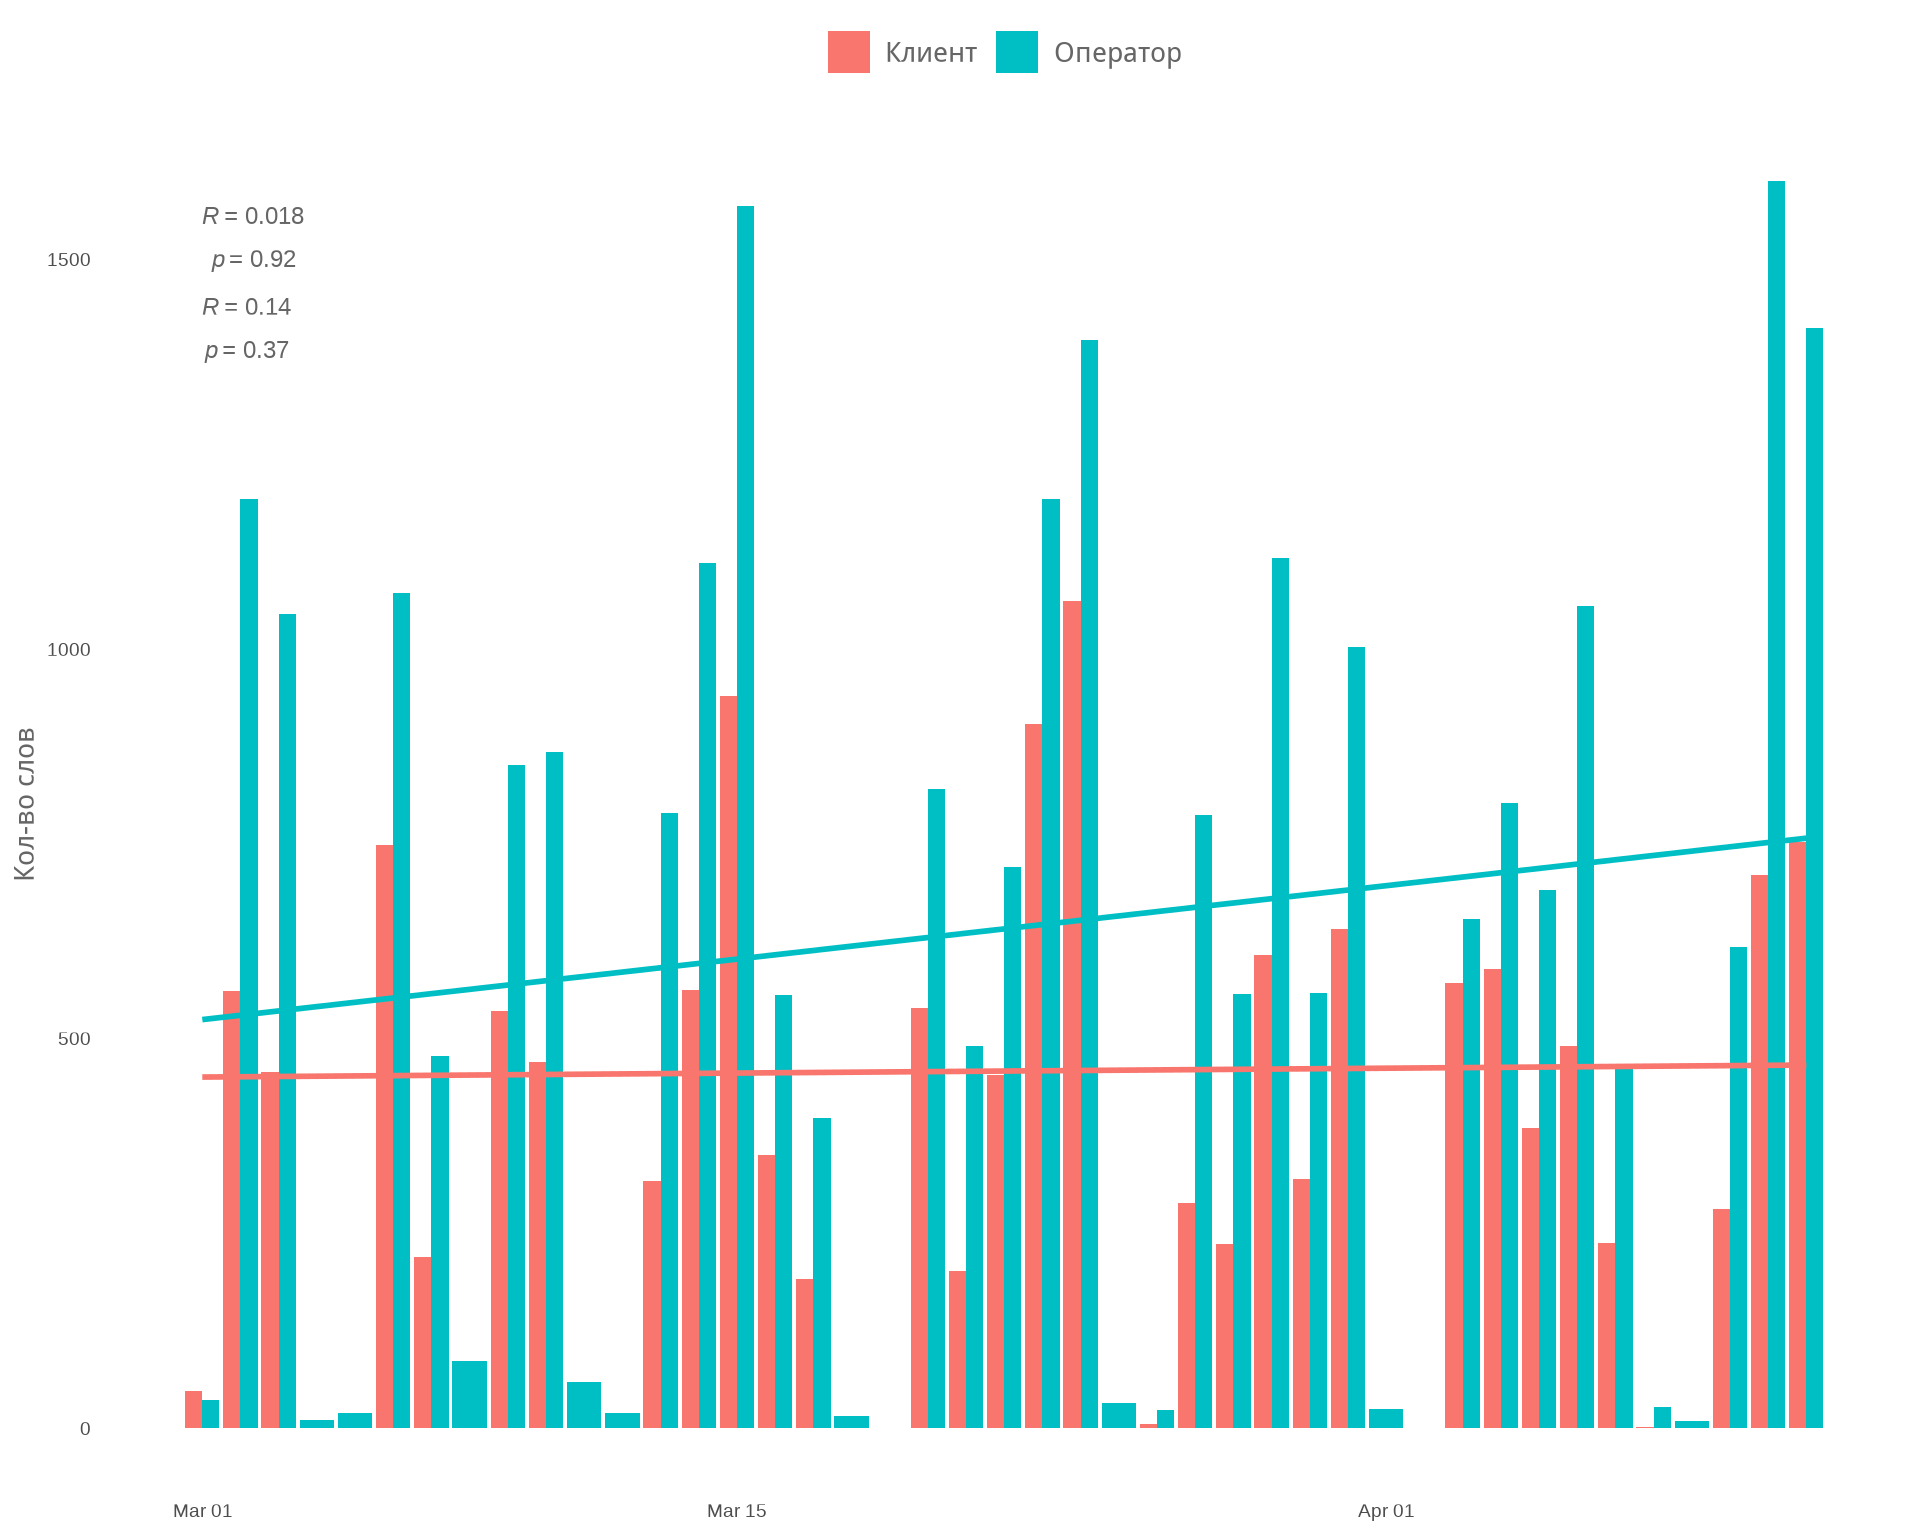 Клиент Оператор
R = 0.018
p = 0.92
R = 0.14
p = 0.37
1500
1000
500
0
Кол-во слов
Mar 01 Mar 15 Apr 01